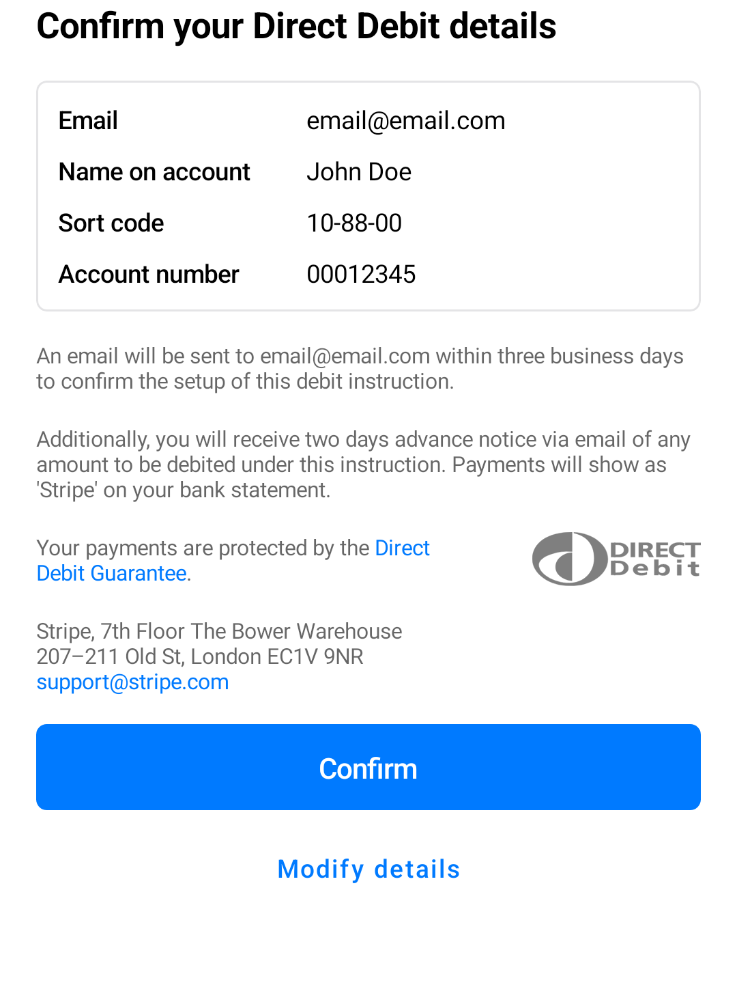 Confirm your Direct Debit details
Email email@email.com
Name on account John Doe
Sort code 10-88-00
Account number 00012345
An email will be sent to email@email.com within three business days
to confirm the setup of this debit instruction.
Additionally, you will receive two days advance notice via email of any
amount to be debited under this instruction. Payments will show as
'Stripe' on your bank statement.
Your payments are protected by the Direct
Debit Guarantee.
DIRECT
Debit
Stripe, 7th Floor The Bower Warehouse
207–211 Old St, London EC1V 9NR
support@stripe.com
Confirm
Modify details